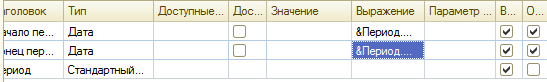 аголовок Тип Доступные... Дос... Значение Выражение Параметр ... В... О...
ачало пе... Дата &Период....
онец пер... Дата &Период....
ериод Стандартный...